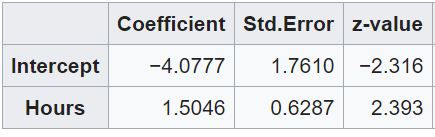 Coefficient Std.Error z-value
Intercept −4.0777 1.7610 −2.316
Hours 1.5046 0.6287 2.393